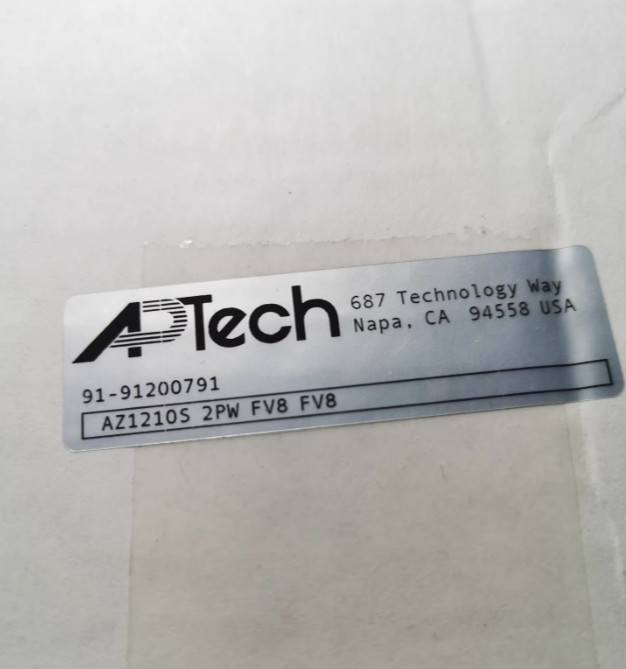 APTech
687 Technology Way
Napa, CA 94558 USA
91-91200791
AZ1210S 2PW FV8 FV8